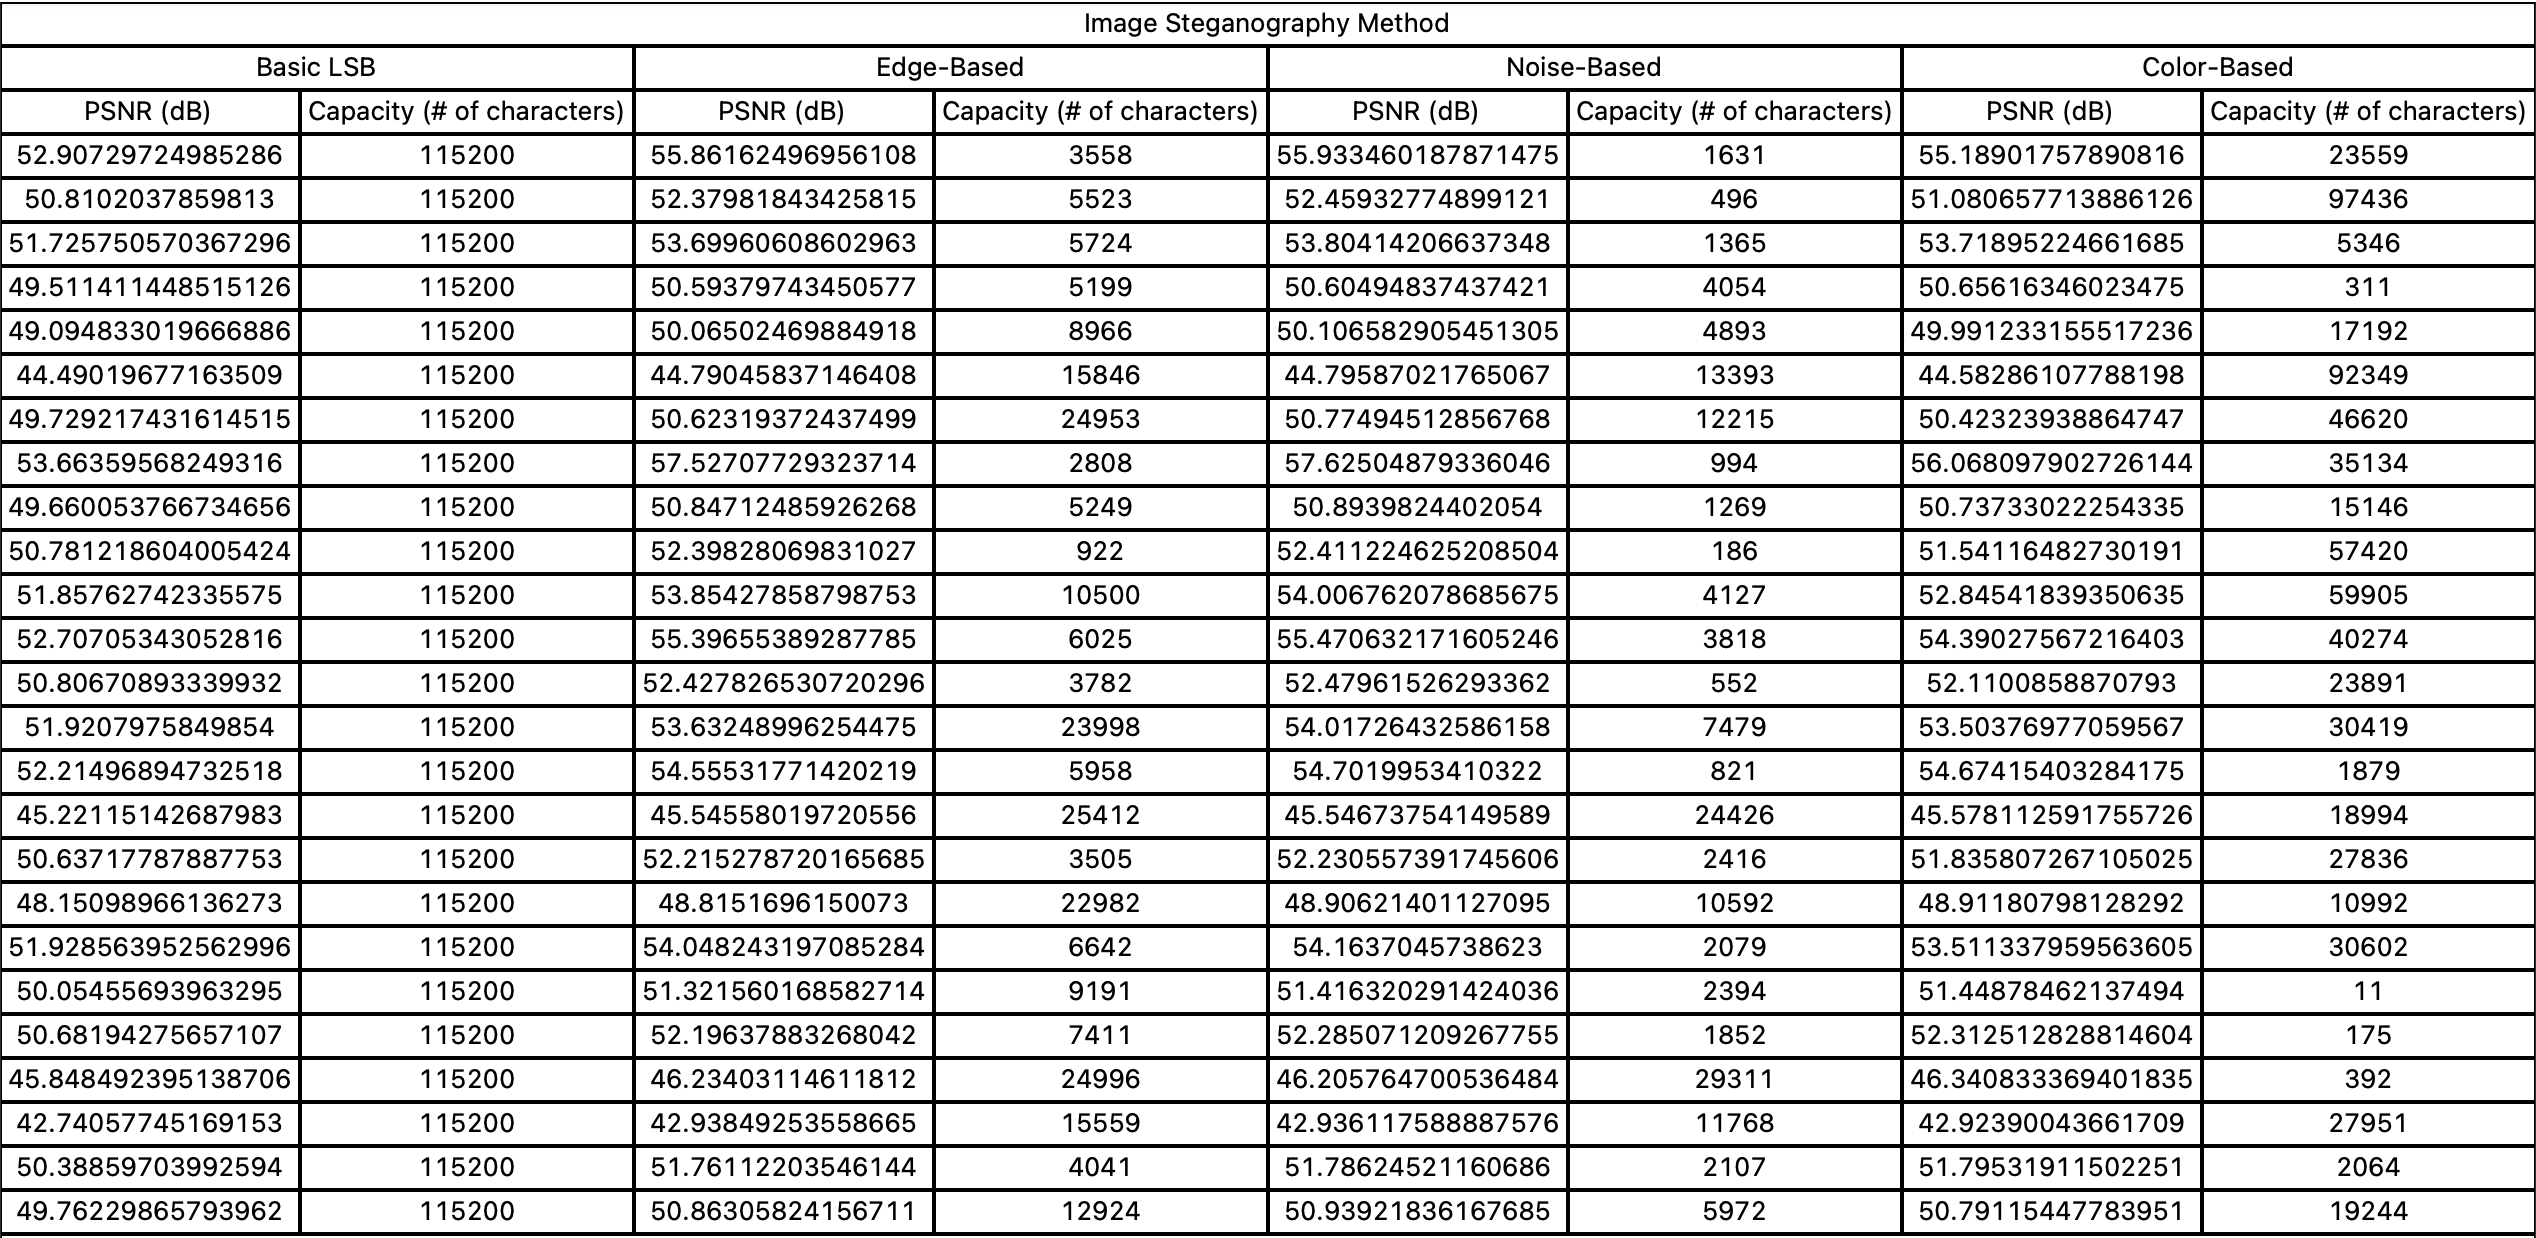 Image Steganography Method
Basic LSB Edge-Based Noise-Based Color-Based
PSNR (dB) Capacity (# of characters) PSNR (dB) Capacity (# of characters) PSNR (dB) Capacity (# of characters) PSNR (dB) Capacity (# of characters)
52.90729724985286 115200 55.86162496956108 3558 55.933460187871475 1631 55.18901757890816 23559
50.8102037859813 115200 52.37981843425815 5523 52.45932774899121 496 51.080657713886126 97436
51.725750570367296 115200 53.69960608602963 5724 53.80414206637348 1365 53.71895224661685 5346
49.511411448515126 115200 50.59379743450577 5199 50.60494837437421 4054 50.65616346023475 311
49.094833019666886 115200 50.06502469884918 8966 50.106582905451305 4893 49.991233155517236 17192
44.49019677163509 115200 44.79045837146408 15846 44.79587021765067 13393 44.58286107788198 92349
49.729217431614515 115200 50.62319372437499 24953 50.77494512856768 12215 50.42323938864747 46620
53.66359568249316 115200 57.52707729323714 2808 57.62504879336046 994 56.068097902726144 35134
49.660053766734656 115200 50.84712485926268 5249 50.8939824402054 1269 50.73733022254335 15146
50.781218604005424 115200 52.39828069831027 922 52.411224625208504 186 51.54116482730191 57420
51.85762742335575 115200 53.85427858798753 10500 54.006762078685675 4127 52.84541839350635 59905
52.70705343052816 115200 55.39655389287785 6025 55.470632171605246 3818 54.39027567216403 40274
50.80670893339932 115200 52.427826530720296 3782 52.47961526293362 552 52.1100858870793 23891
51.9207975849854 115200 53.63248996254475 23998 54.01726432586158 7479 53.50376977059567 30419
52.21496894732518 115200 54.55531771420219 5958 54.7019953410322 821 54.67415403284175 1879
45.22115142687983 115200 45.54558019720556 25412 45.54673754149589 24426 45.578112591755726 18994
50.63717787887753 115200 52.215278720165685 3505 52.230557391745606 2416 51.835807267105025 27836
48.15098966136273 115200 48.8151696150073 22982 48.90621401127095 10592 48.91180798128292 10992
51.928563952562996 115200 54.048243197085284 6642 54.1637045738623 2079 53.511337959563605 30602
50.05455693963295 115200 51.321560168582714 9191 51.416320291424036 2394 51.44878462137494 11
50.68194275657107 115200 52.19637883268042 7411 52.285071209267755 1852 52.312512828814604 175
45.848492395138706 115200 46.23403114611812 24996 46.205764700536484 29311 46.340833369401835 392
42.74057745169153 115200 42.93849253558665 15559 42.936117588887576 11768 42.92390043661709 27951
50.388597039925​94 115200 51.76112203546144 4041 51.78624521160686 2107 51.79531911502251 2064
49.76229865793962 115200 50.86305824156711 12924 50.93921836167685 5972 50.79115447783951 19244